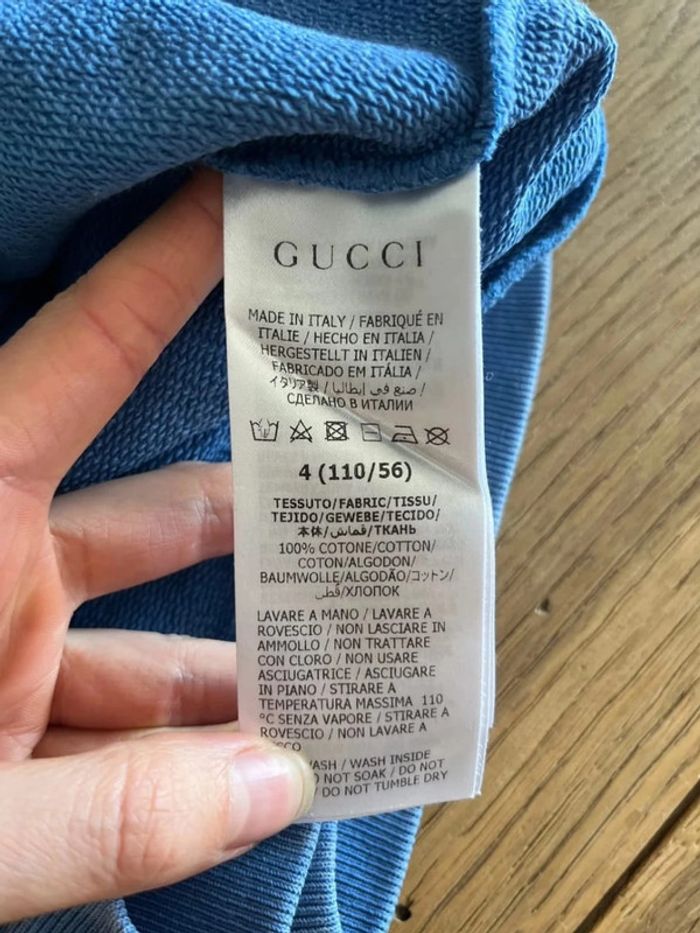 GUCCI
MADE IN ITALY / FABRIQUÉ EN
ITALIE / HECHO EN ITALIA /
HERGESTELLT IN ITALIEN /
FABRICADO EM ITÁLIA /
イタリア製 / صنع في إيطاليا /
СДЕЛАНО В ИТАЛИИ
4 (110/56)
TESSUTO/FABRIC/TISSU/
TEJIDO/GEWEBE/TECIDO/
本体/قماش/ТКАНЬ
100% COTONE/COTTON/
COTON/ALGODON/
BAUMWOLLE/ALGODÃO/コットン/
قطن/ХЛОПОК
LAVARE A MANO / LAVARE A
ROVESCIO / NON LASCIARE IN
AMMOLLO / NON TRATTARE
CON CLORO / NON USARE
ASCIUGATRICE / ASCIUGARE
IN PIANO / STIRARE A
TEMPERATURA MASSIMA 110
°C SENZA VAPORE / STIRARE A
ROVESCIO / NON LAVARE A
/ WASH INSIDE
NOT SOAK / DO NOT
/ DO NOT TUMBLE DRY